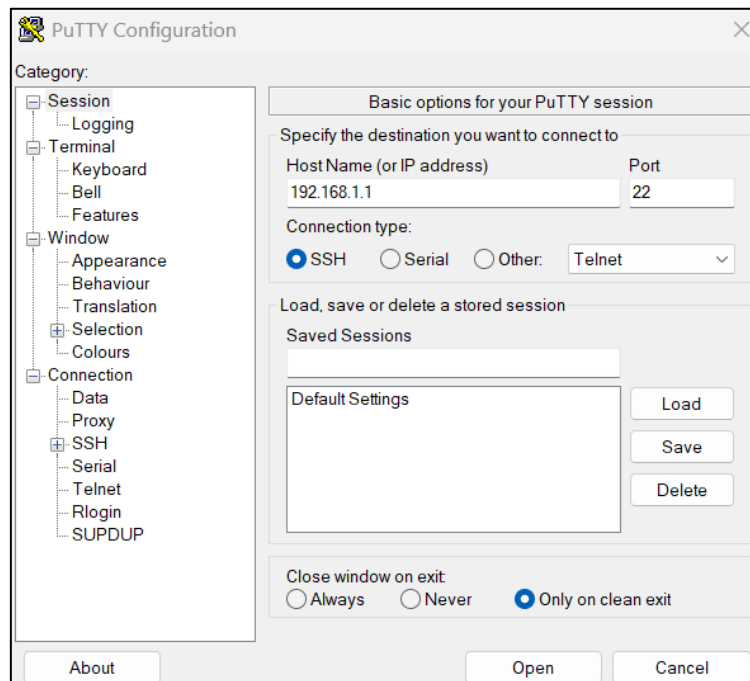 PuTTY Configuration
Category:
Session
Logging
Terminal
Keyboard
Bell
Features
Window
Appearance
Behaviour
Translation
Selection
Colours
Connection
Data
Proxy
SSH
Serial
Telnet
Rlogin
SUPDUP
Basic options for your PuTTY session
Specify the destination you want to connect to
Host Name (or IP address) Port
192.168.1.1 22
Connection type:
SSH Serial Other: Telnet
Load, save or delete a stored session
Saved Sessions
Default Settings
Load
Save
Delete
Close window on exit:
Always Never Only on clean exit
About Open Cancel